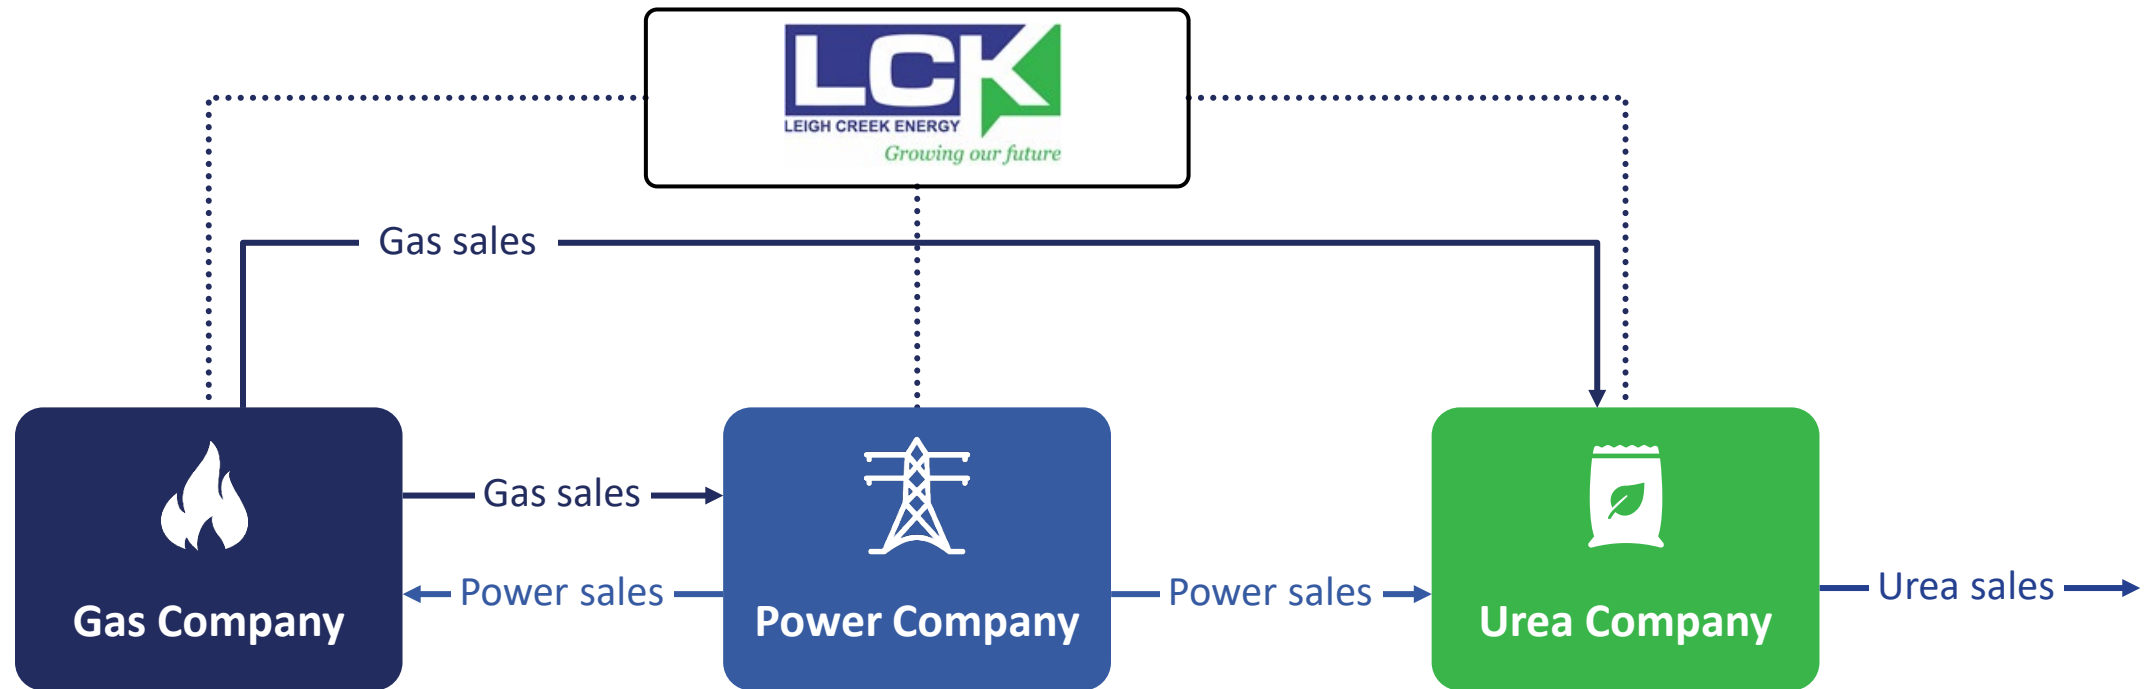 LCK
LEIGH CREEK ENERGY
Growing our future
Gas sales
Gas sales
Power sales
Power sales
Urea sales
Gas Company
Power Company
Urea Company